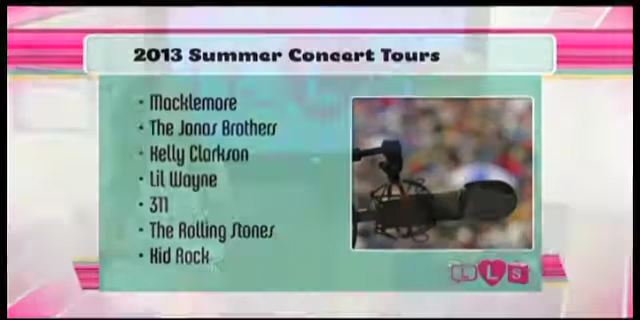 2013 Summer Concert Tours
• Macklemore
• The Jonas Brothers
• Kelly Clarkson
• Lil Wayne
• 311
• The Rolling Stones
• Kid Rock
L L S